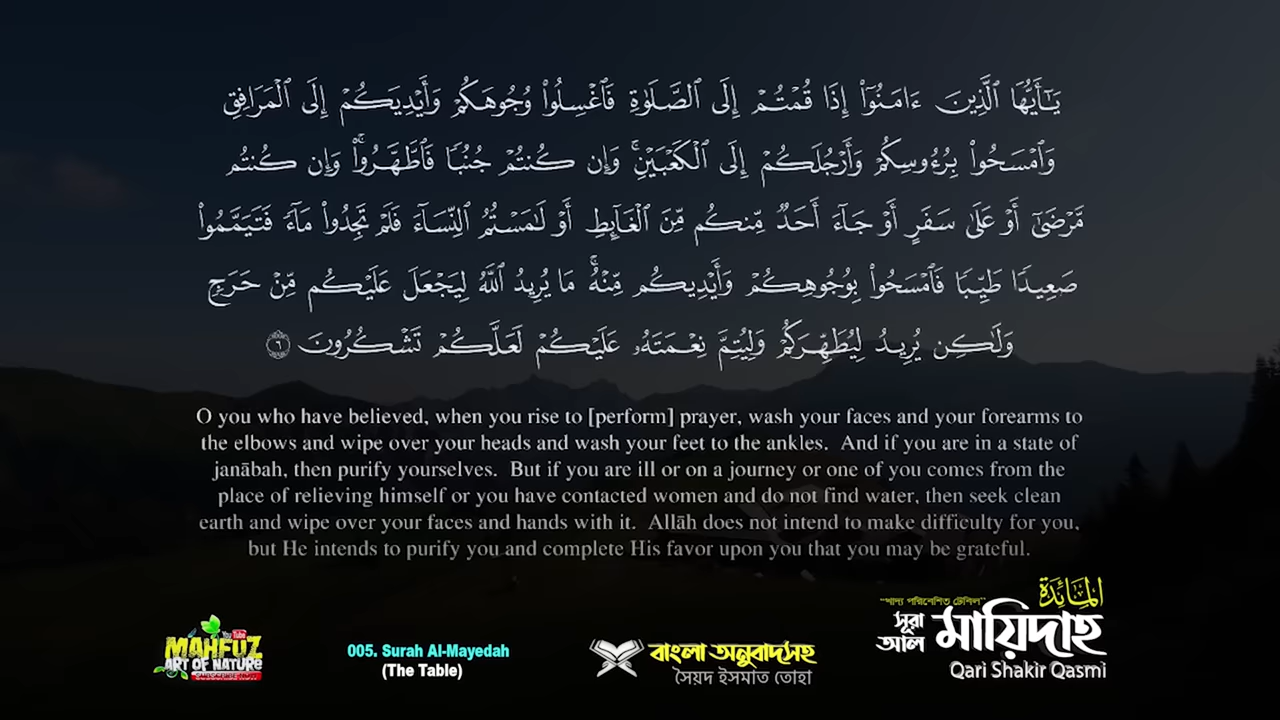 يَـٰٓأَيُّهَا ٱلَّذِينَ ءَامَنُوٓا۟ إِذَا قُمْتُمْ إِلَى ٱلصَّلَوٰةِ فَٱغْسِلُوا۟ وُجُوهَكُمْ وَأَيْدِيَكُمْ إِلَى ٱلْمَرَافِقِ
وَٱمْسَحُوا۟ بِرُءُوسِكُمْ وَأَرْجُلَكُمْ إِلَى ٱلْكَعْبَيْنِ ۚ وَإِن كُنتُمْ جُنُبًا فَٱطَّهَّرُوا۟ ۚ وَإِن كُنتُم
مَّرْضَىٰٓ أَوْ عَلَىٰ سَفَرٍ أَوْ جَآءَ أَحَدٌ مِّنكُم مِّنَ ٱلْغَآئِطِ أَوْ لَـٰمَسْتُمُ ٱلنِّسَآءَ فَلَمْ تَجِدُوا۟ مَآءً فَتَيَمَّمُوا۟
صَعِيدًا طَيِّبًا فَٱمْسَحُوا۟ بِوُجُوهِكُمْ وَأَيْدِيكُم مِّنْهُ ۚ مَا يُرِيدُ ٱللَّهُ لِيَجْعَلَ عَلَيْكُم مِّنْ حَرَجٍ
وَلَـٰكِن يُرِيدُ لِيُطَهِّرَكُمْ وَلِيُتِمَّ نِعْمَتَهُۥ عَلَيْكُمْ لَعَلَّكُمْ تَشْكُرُونَ ٦
O you who have believed, when you rise to [perform] prayer, wash your faces and your forearms to
the elbows and wipe over your heads and wash your feet to the ankles.  And if you are in a state of
janābah, then purify yourselves.  But if you are ill or on a journey or one of you comes from the
place of relieving himself or you have contacted women and do not find water, then seek clean
earth and wipe over your faces and hands with it.  Allāh does not intend to make difficulty for you,
but He intends to purify you and complete His favor upon you that you may be grateful.
المَائدة
"খাদ্য পরিবেশিত টেবিল"
সূরা আল মায়িদাহ
Qari Shakir Qasmi
You Tube
MAHFUZ
ART OF NATURE
SUBSCRIBE NOW
005. Surah Al-Mayedah
(The Table)
বাংলা অনুবাদসহ
সৈয়দ ইসমাত তোহা